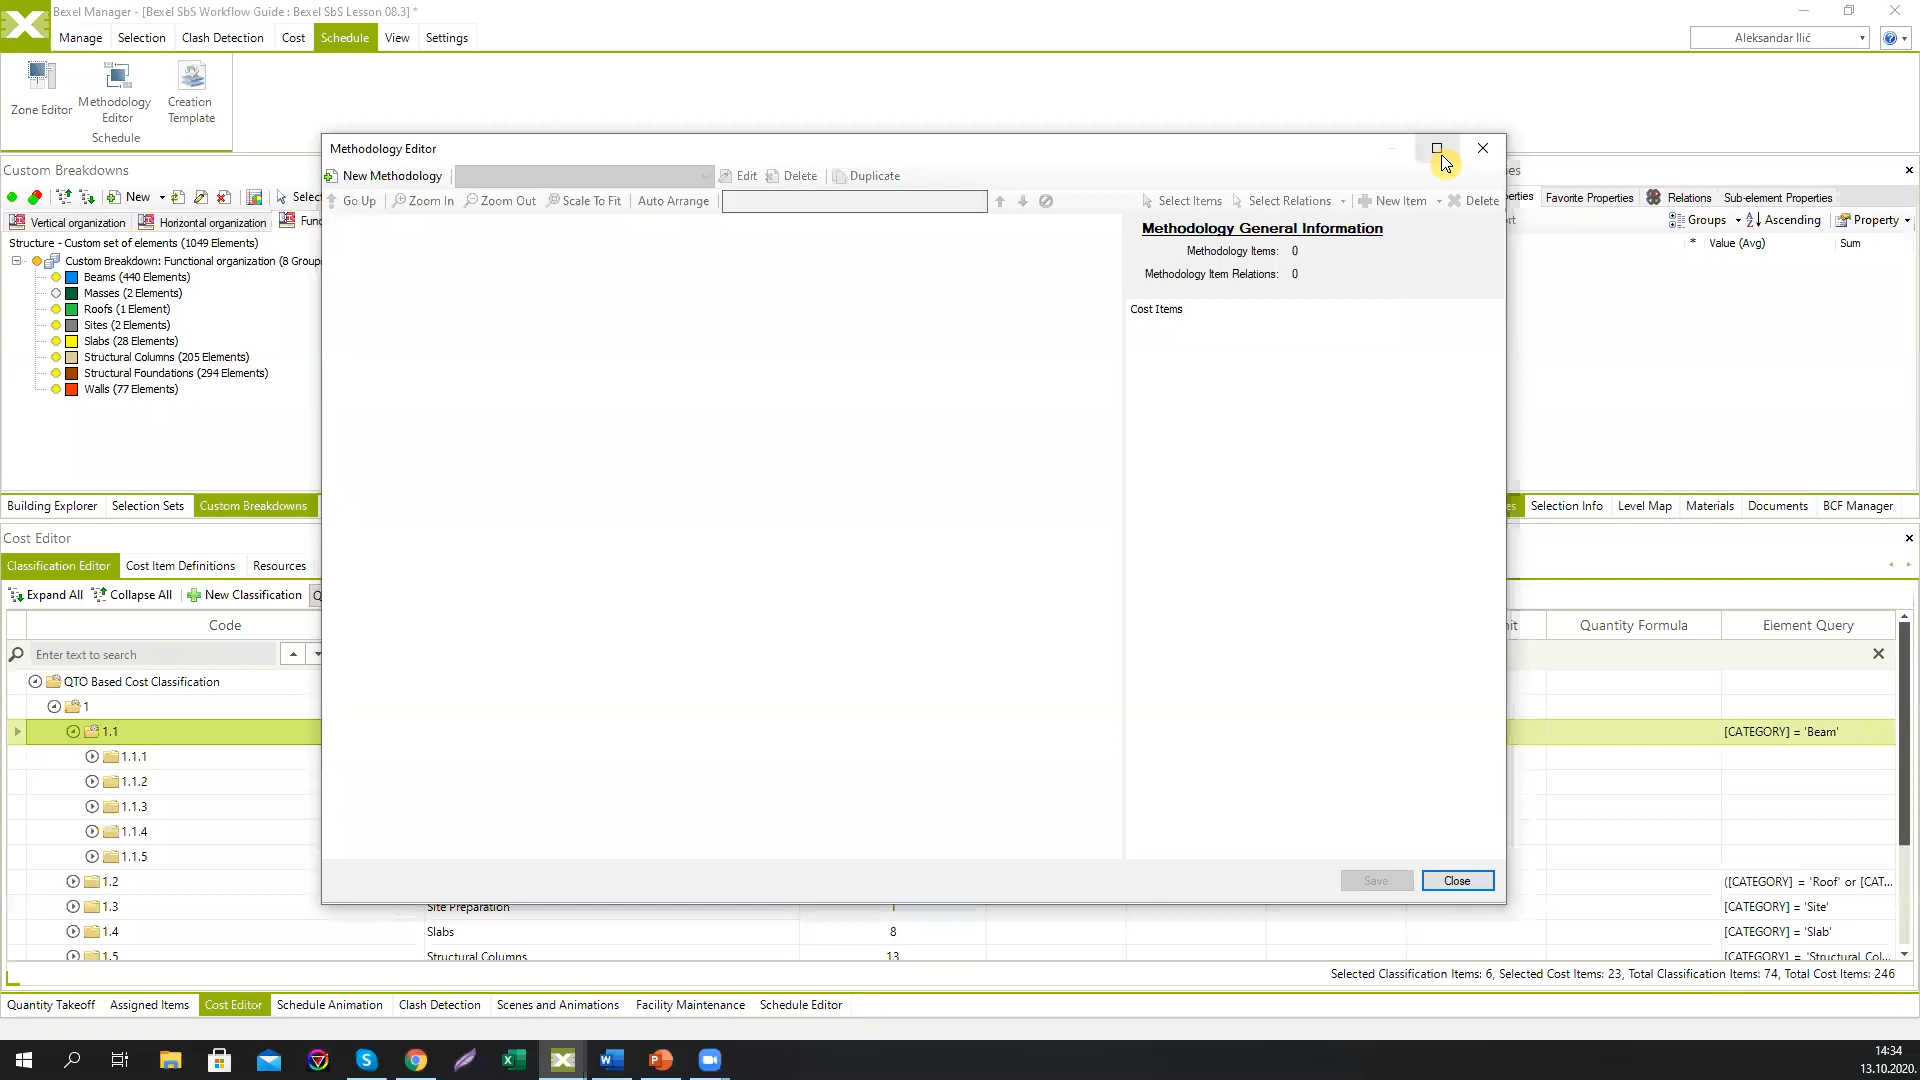 Bexel Manager - [Bexel SbS Workflow Guide : Bexel SbS Lesson 08.3] *
Manage Selection Clash Detection Cost Schedule View Settings
Aleksandar Ilić
Zone Editor Methodology Editor Creation Template
Schedule
Custom Breakdowns
New Select
Vertical organization Horizontal organization Fun
Structure - Custom set of elements (1049 Elements)
Custom Breakdown: Functional organization (8 Group
Beams (440 Elements)
Masses (2 Elements)
Roofs (1 Element)
Sites (2 Elements)
Slabs (28 Elements)
Structural Columns (205 Elements)
Structural Foundations (294 Elements)
Walls (77 Elements)
Building Explorer Selection Sets Custom Breakdowns
Methodology Editor
New Methodology Edit Delete Duplicate
Go Up Zoom In Zoom Out Scale To Fit Auto Arrange Select Items Select Relations New Item Delete
Methodology General Information
Methodology Items: 0
Methodology Item Relations: 0
Cost Items
Save Close
es
erties Favorite Properties Relations Sub-element Properties
rt Groups Ascending Property
* Value (Avg) Sum
es Selection Info Level Map Materials Documents BCF Manager
Cost Editor
Classification Editor Cost Item Definitions Resources
Expand All Collapse All New Classification Q
Code nit Quantity Formula Element Query
Enter text to search
QTO Based Cost Classification
1
1.1 [CATEGORY] = 'Beam'
1.1.1
1.1.2
1.1.3
1.1.4
1.1.5
1.2 ([CATEGORY] = 'Roof' or [CAT...
1.3 Site Preparation 1 [CATEGORY] = 'Site'
1.4 Slabs 8 [CATEGORY] = 'Slab'
1.5 Structural Columns 13 [CATEGORY] = 'Structural Col...
Selected Classification Items: 6, Selected Cost Items: 23, Total Classification Items: 74, Total Cost Items: 246
Quantity Takeoff Assigned Items Cost Editor Schedule Animation Clash Detection Scenes and Animations Facility Maintenance Schedule Editor
14:34
13.10.2020.